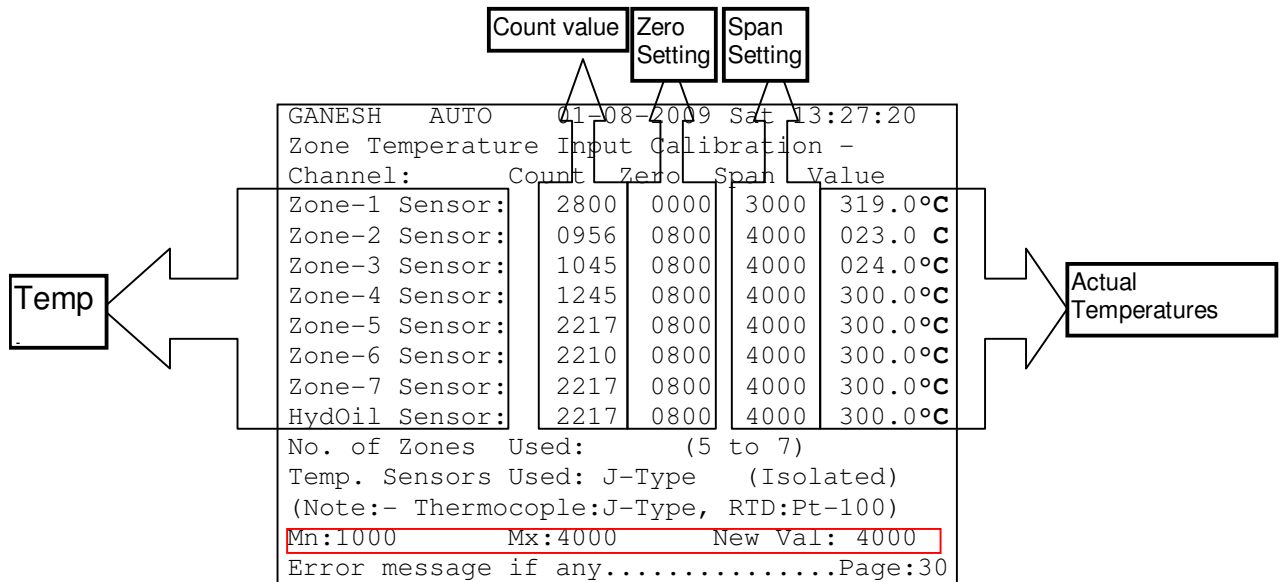 Count value
Zero
Setting
Span
Setting
GANESH AUTO 01-08-2009 Sat 13:27:20
Zone Temperature Input Calibration -
Channel: Count Zero Span Value
Zone-1 Sensor: 2800 0000 3000 319.0°C
Zone-2 Sensor: 0956 0800 4000 023.0 C
Zone-3 Sensor: 1045 0800 4000 024.0°C
Zone-4 Sensor: 1245 0800 4000 300.0°C
Zone-5 Sensor: 2217 0800 4000 300.0°C
Zone-6 Sensor: 2210 0800 4000 300.0°C
Zone-7 Sensor: 2217 0800 4000 300.0°C
HydOil Sensor: 2217 0800 4000 300.0°C
No. of Zones Used: (5 to 7)
Temp. Sensors Used: J-Type (Isolated)
(Note:- Thermocople:J-Type, RTD:Pt-100)
Mn:1000 Mx:4000 New Val: 4000
Error message if any...............Page:30
Temp
-
Actual
Temperatures